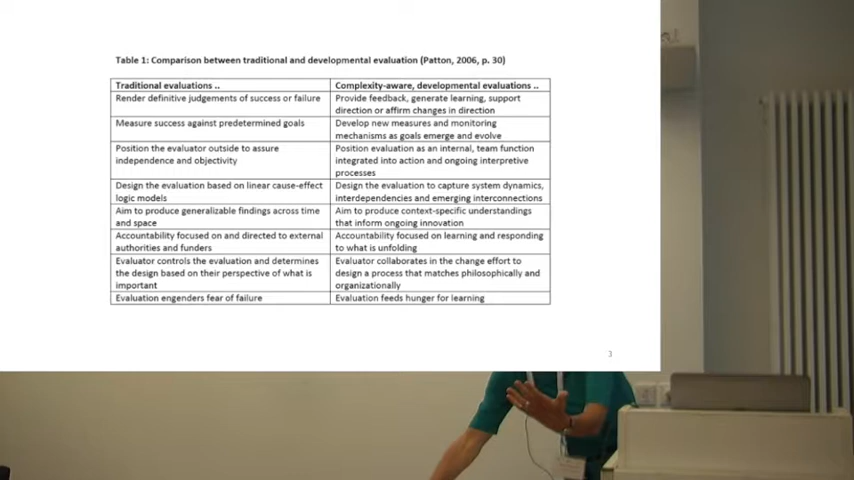 Table 1: Comparison between traditional and developmental evaluation (Patton, 2006, p. 30)
Traditional evaluations ..
Complexity-aware, developmental evaluations ..
Render definitive judgements of success or failure
Provide feedback, generate learning, support
direction or affirm changes in direction
Measure success against predetermined goals
Develop new measures and monitoring
mechanisms as goals emerge and evolve
Position the evaluator outside to assure
independence and objectivity
Position evaluation as an internal, team function
integrated into action and ongoing interpretive
processes
Design the evaluation based on linear cause-effect
logic models
Design the evaluation to capture system dynamics,
interdependencies and emerging interconnections
Aim to produce generalizable findings across time
and space
Aim to produce context-specific understandings
that inform ongoing innovation
Accountability focused on and directed to external
authorities and funders
Accountability focused on learning and responding
to what is unfolding
Evaluator controls the evaluation and determines
the design based on their perspective of what is
important
Evaluator collaborates in the change effort to
design a process that matches philosophically and
organizationally
Evaluation engenders fear of failure
Evaluation feeds hunger for learning
3